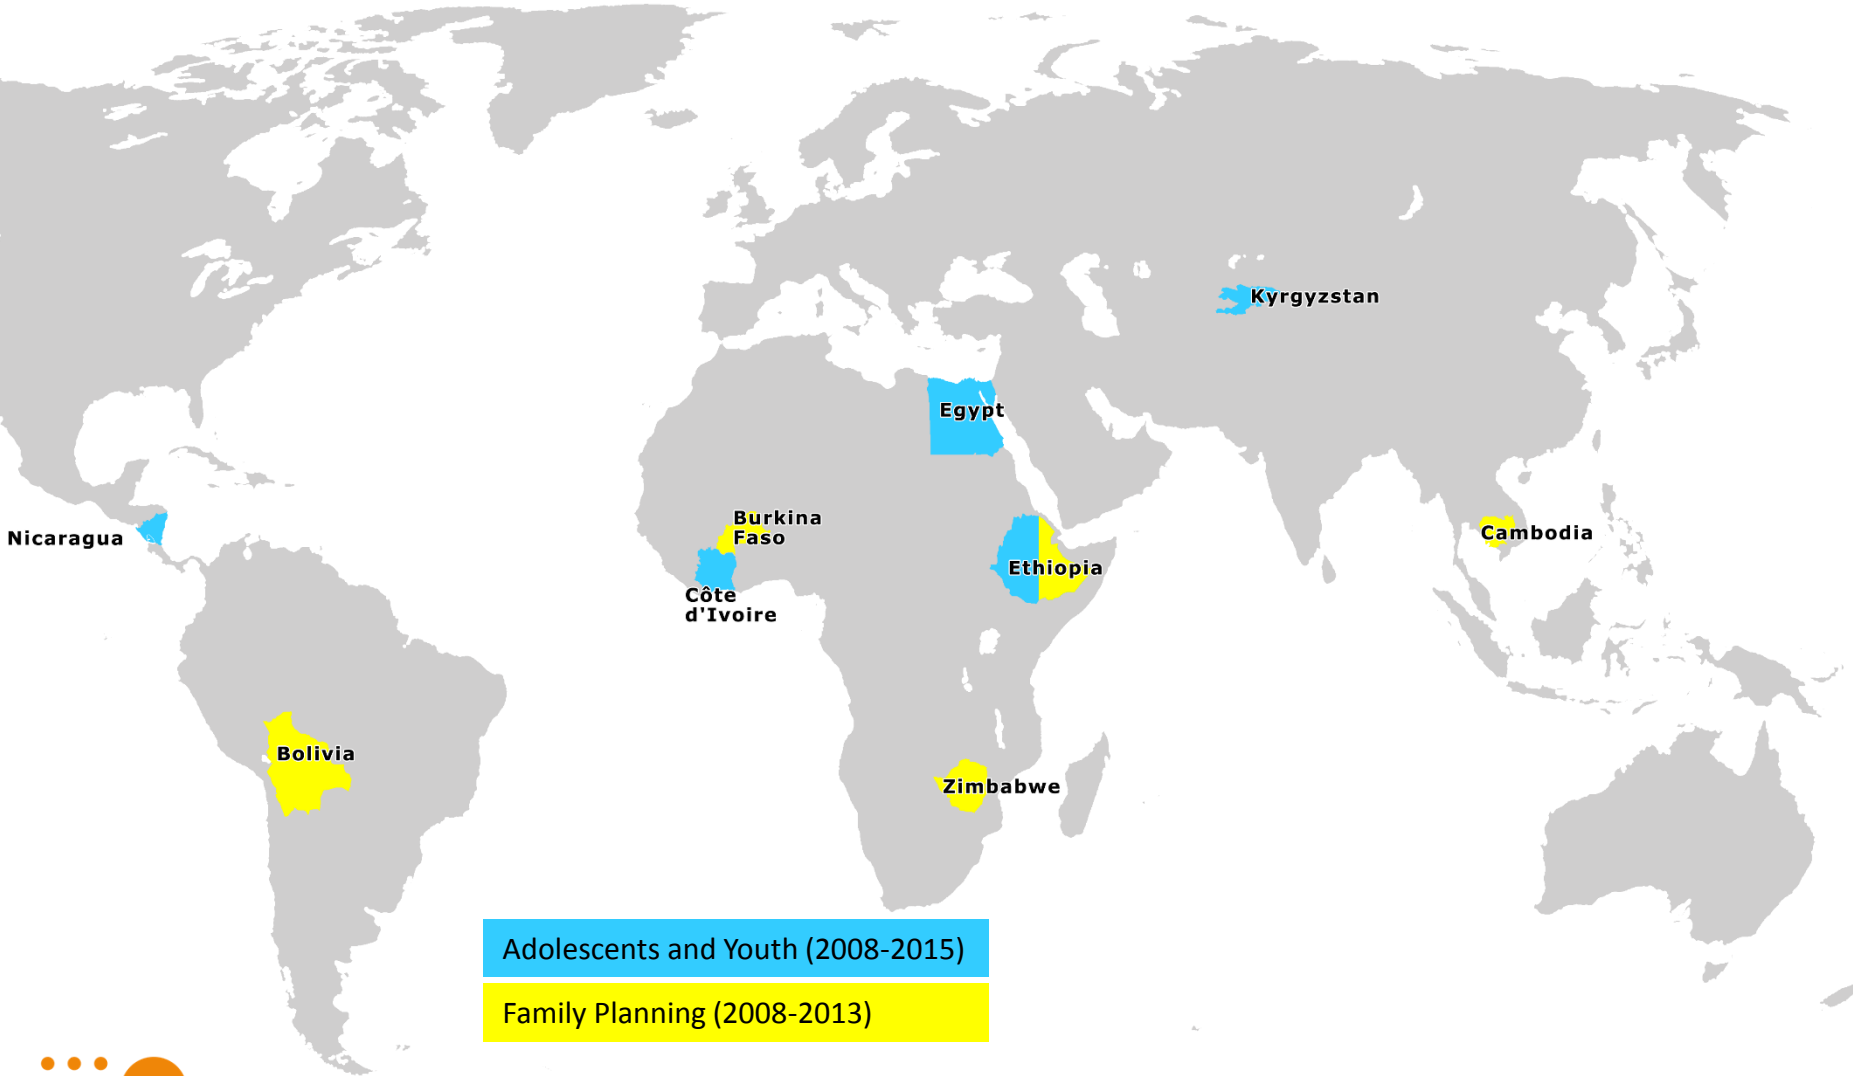 Kyrgyzstan
Egypt
Burkina
Faso
Nicaragua
Cambodia
Ethiopia
Côte
d'Ivoire
Bolivia
Zimbabwe
Adolescents and Youth (2008-2015)
Family Planning (2008-2013)